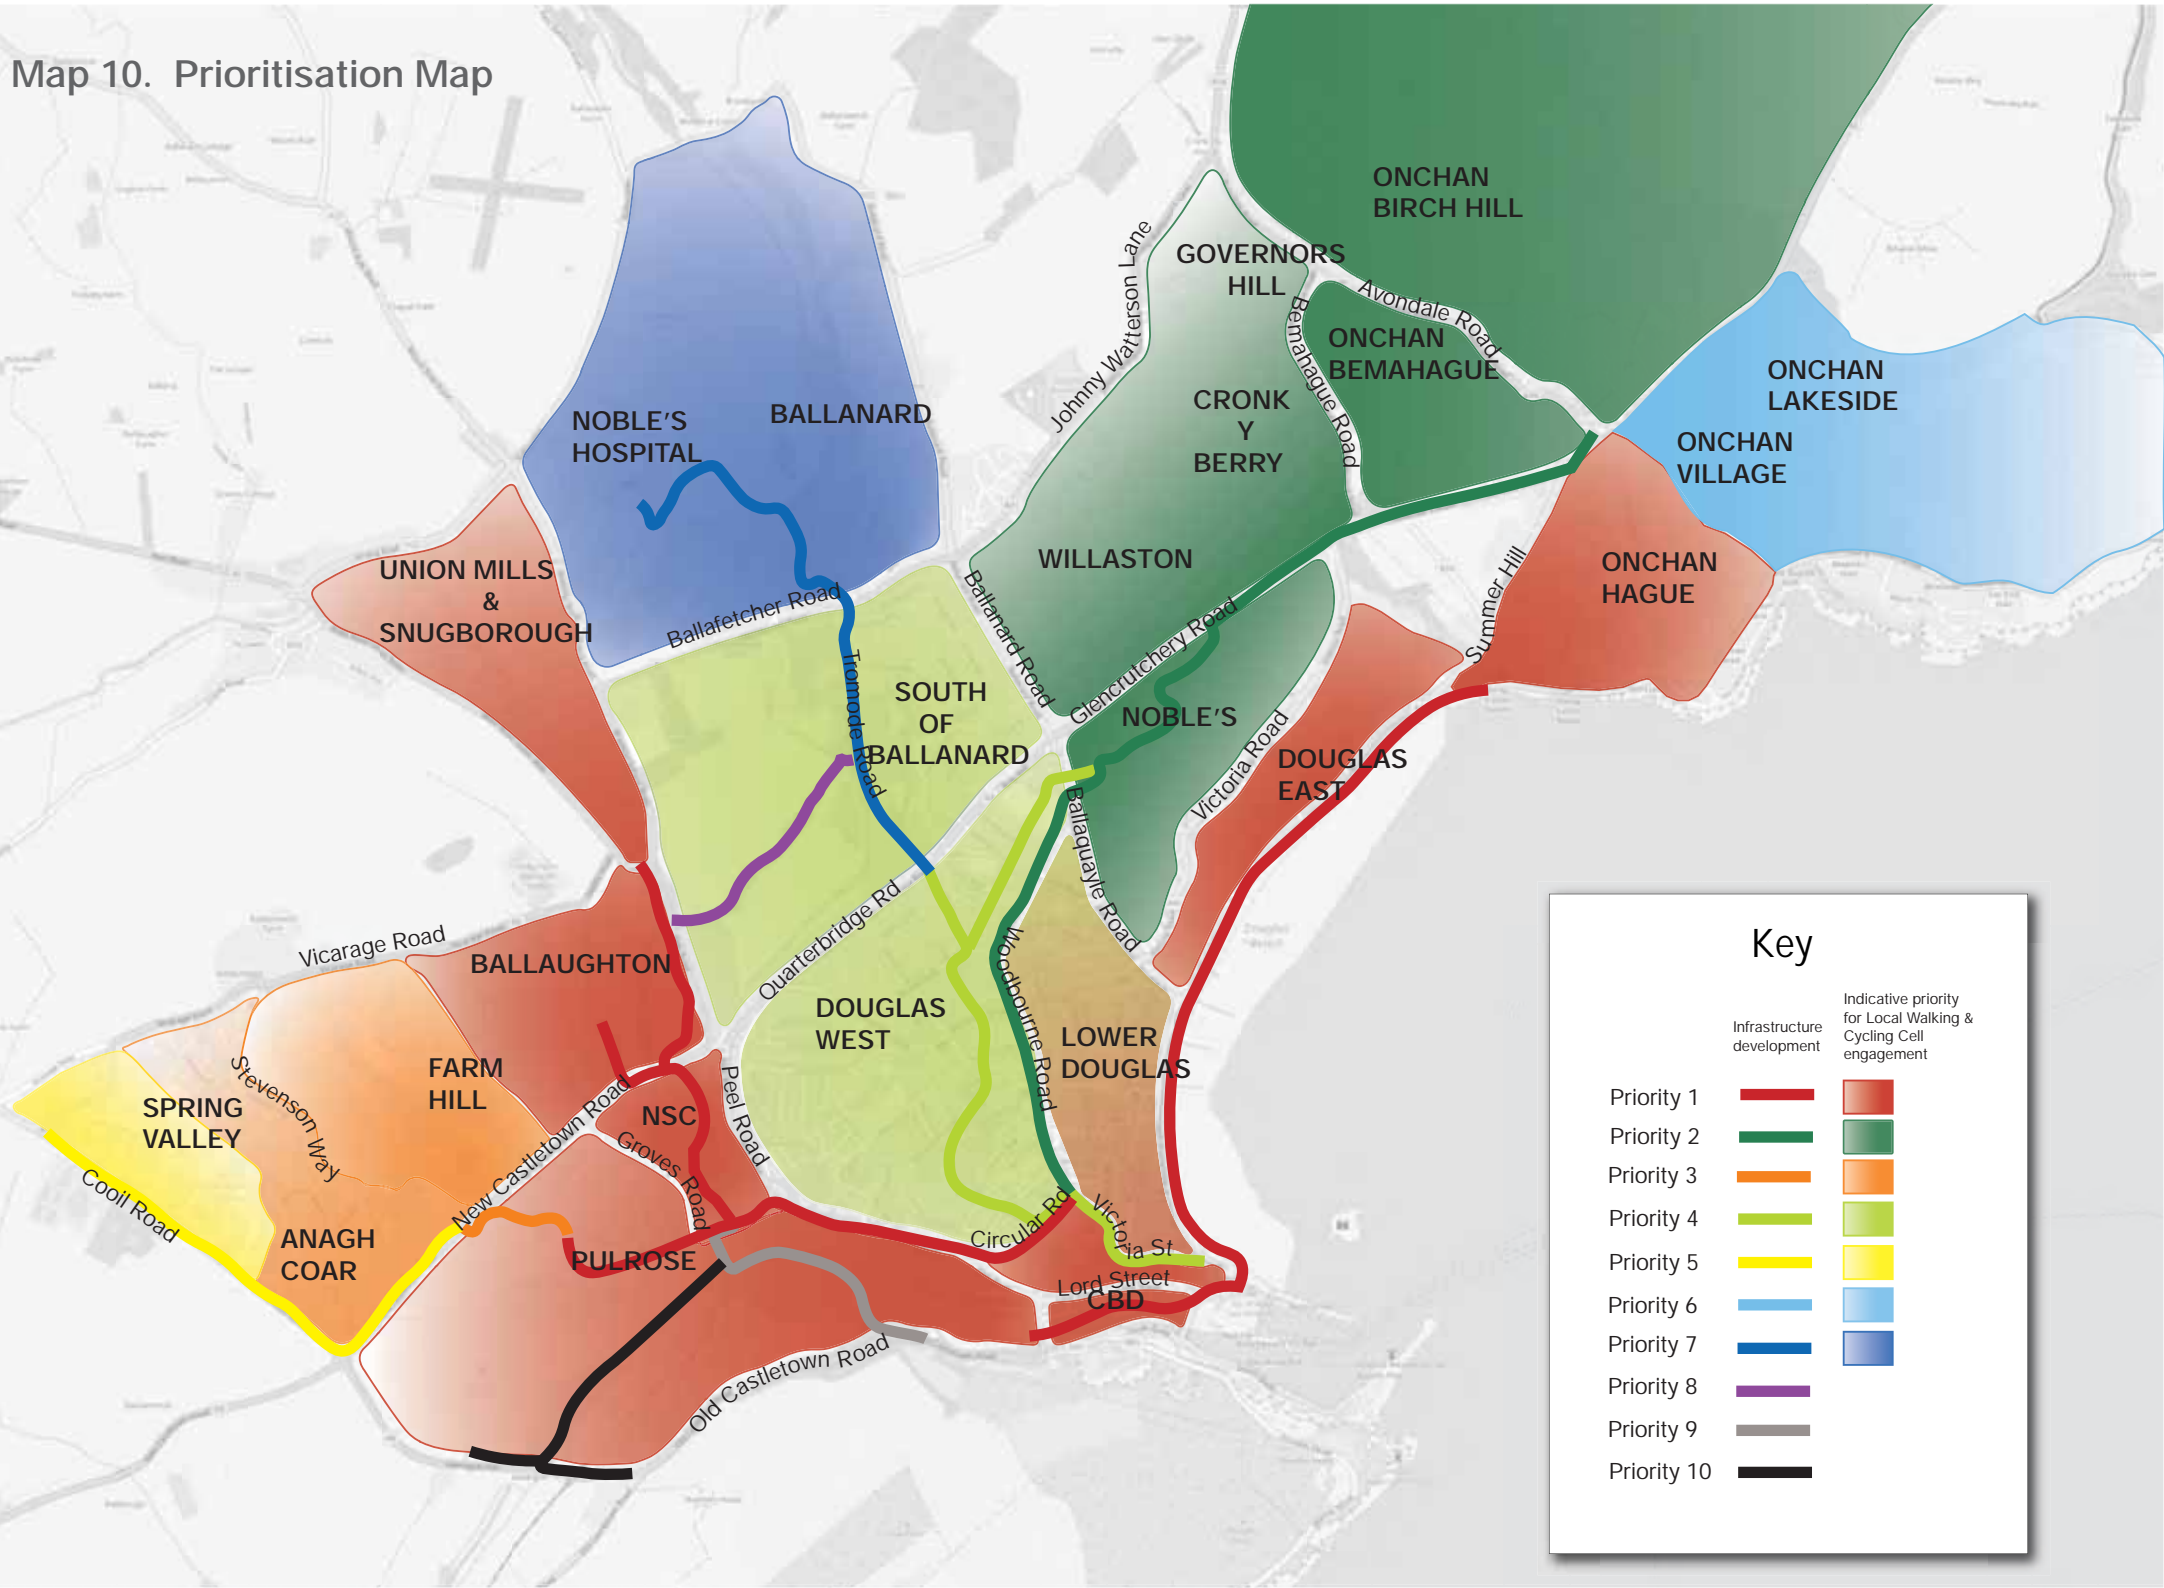 Map 10. Prioritisation Map
ONCHAN
BIRCH HILL
GOVERNORS
HILL
Johnny Watterson Lane
Avondale Road
Bemahague Road
ONCHAN
BEMAHAGUE
ONCHAN
LAKESIDE
CRONK
Y
BERRY
NOBLE'S
HOSPITAL
BALLANARD
ONCHAN
VILLAGE
WILLASTON
UNION MILLS
&
SNUGBOROUGH
ONCHAN
HAGUE
Summer Hill
Ballafetcher Road
Ballanard Road
Glencrutchery Road
Tromode Road
SOUTH
OF
BALLANARD
NOBLE'S
Victoria Road
DOUGLAS
EAST
Ballaquayle Road
Quarterbridge Rd
Vicarage Road
BALLAUGHTON
Woodbourne Road
DOUGLAS
WEST
LOWER
DOUGLAS
Stevenson Way
FARM
HILL
SPRING
VALLEY
NSC
Peel Road
New Castletown Road
Groves Road
Cooil Road
ANAGH
COAR
PULROSE
Circular Rd
Victoria St
Lord Street
CBD
Old Castletown Road
Key
Infrastructure
development
Indicative priority
for Local Walking &
Cycling Cell
engagement
Priority 1
Priority 2
Priority 3
Priority 4
Priority 5
Priority 6
Priority 7
Priority 8
Priority 9
Priority 10